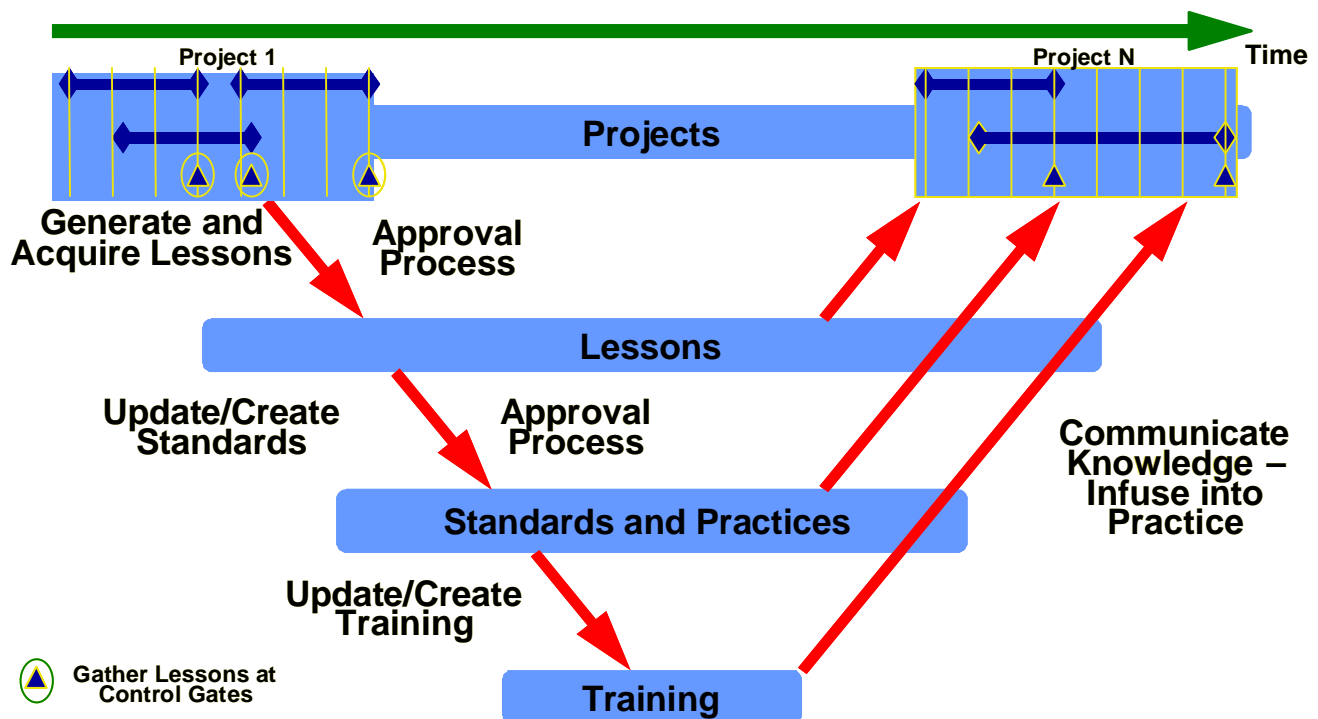 Project 1
Project N
Time
Projects
Generate and
Acquire Lessons
Approval
Process
Lessons
Update/Create
Standards
Approval
Process
Communicate
Knowledge –
Infuse into
Practice
Standards and Practices
Update/Create
Training
Gather Lessons at
Control Gates
Training